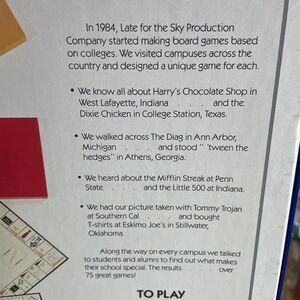 In 1984, Late for the Sky Production
Company started making board games based
on colleges. We visited campuses across the
country and designed a unique game for each.
• We know all about Harry's Chocolate Shop in
West Lafayette, Indiana . . . and the
Dixie Chicken in College Station, Texas.
• We walked across The Diag in Ann Arbor,
Michigan . . . and stood " 'tween the
hedges" in Athens, Georgia.
• We heard about the Mifflin Streak at Penn
State . . . and the Little 500 at Indiana.
• We had our picture taken with Tommy Trojan
at Southern Cal . . . and bought
T-shirts at Eskimo Joe's in Stillwater,
Oklahoma.
Along the way on every campus we talked
to students and alumni to find out what makes
their school special. The results . . . over
75 great games!
TO PLAY